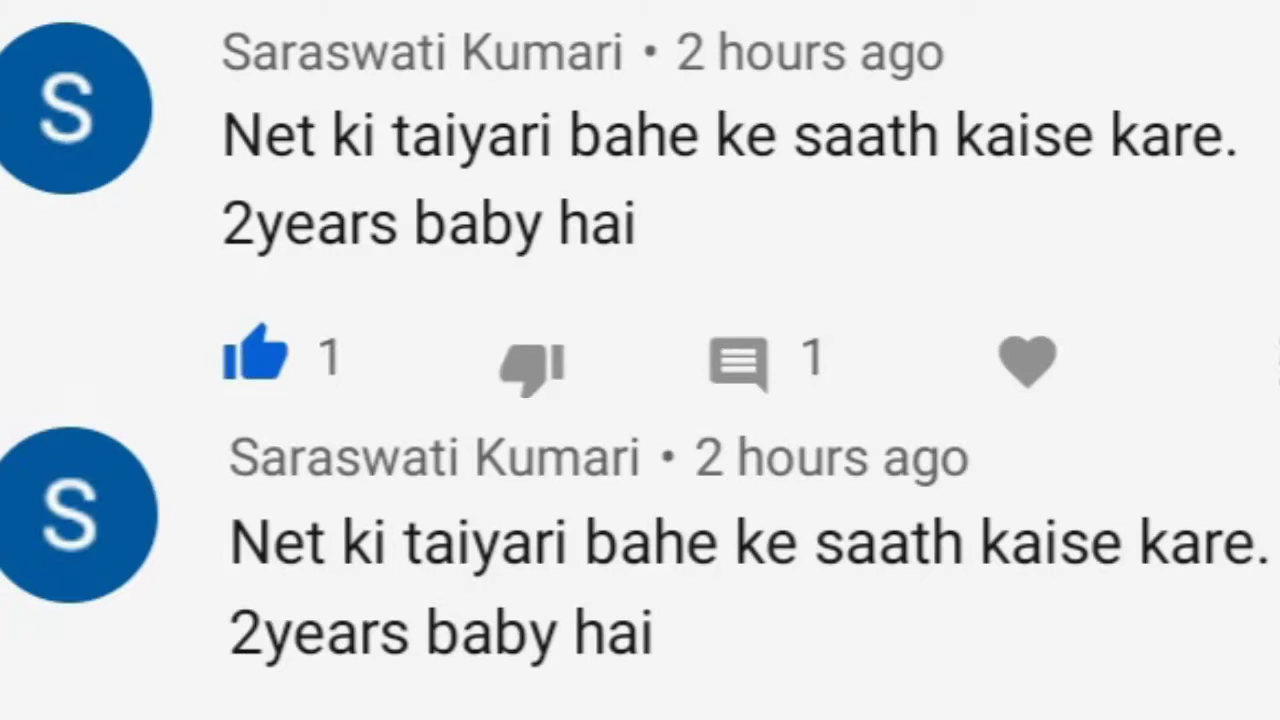 S
Saraswati Kumari • 2 hours ago
Net ki taiyari bahe ke saath kaise kare.
2years baby hai
1 1
S
Saraswati Kumari • 2 hours ago
Net ki taiyari bahe ke saath kaise kare.
2years baby hai